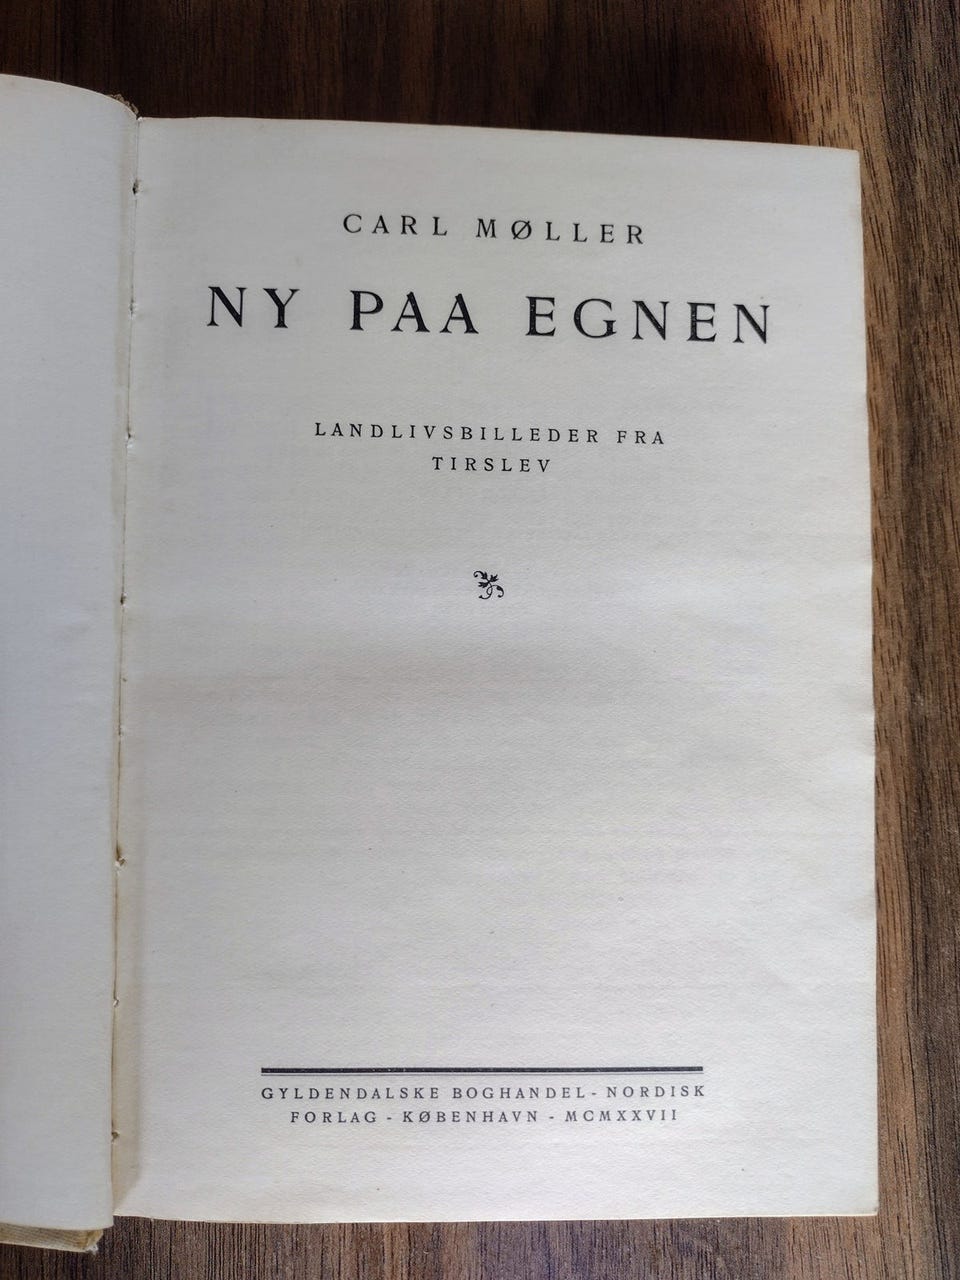 CARL MØLLER
NY PAA EGNEN
LANDLIVSBILLEDER FRA
TIRSLEV
GYLDENDALSKE BOGHANDEL - NORDISK
FORLAG - KØBENHAVN - MCMXXVII